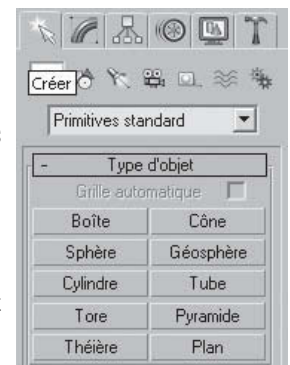 Créer
Primitives standard
- Type d'objet
Grille automatique
Boîte Cône
Sphère Géosphère
Cylindre Tube
Tore Pyramide
Théière Plan